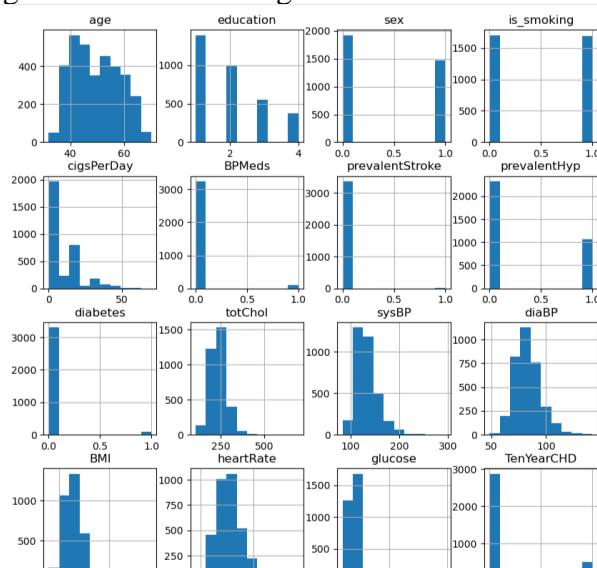 age education sex is_smoking
400 1000 2000 1500
200 500 1500 1000
0 0 1000 500
500 0
0
40 60 2 4 0.0 0.5 1.0 0.0 0.5 1.0
cigsPerDay BPMeds prevalentStroke prevalentHyp
2000 3000 3000 2000
1500 2000 2000 1500
1000 1000 1000 1000
500 0 0 500
0 0
0 50 0.0 0.5 1.0 0.0 0.5 1.0 0.0 0.5 1.0
diabetes totChol sysBP diaBP
3000 1500 1000 1000
2000 1000 500 750
1000 500 0 500
0 0 250
0
0.0 0.5 1.0 250 500 100 200 300 50 100
BMI heartRate glucose TenYearCHD
1000 1000 1500 3000
500 750 1000 2000
500 500 1000
250